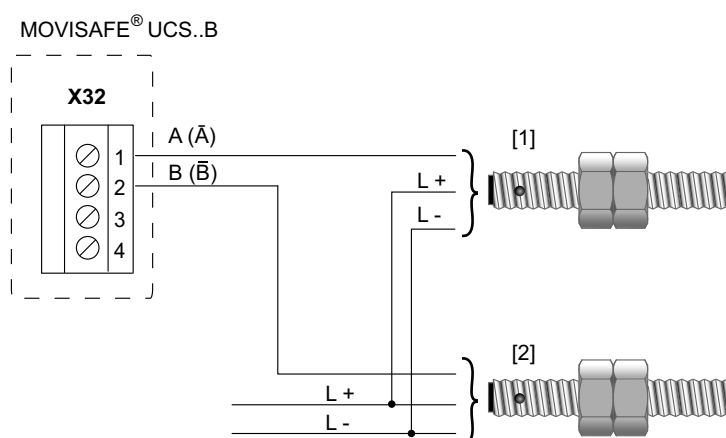 MOVISAFE® UCS..B
X32
1
2
3
4
A (Ā)
B (B̄)
L +
L -
[1]
[2]
L +
L -